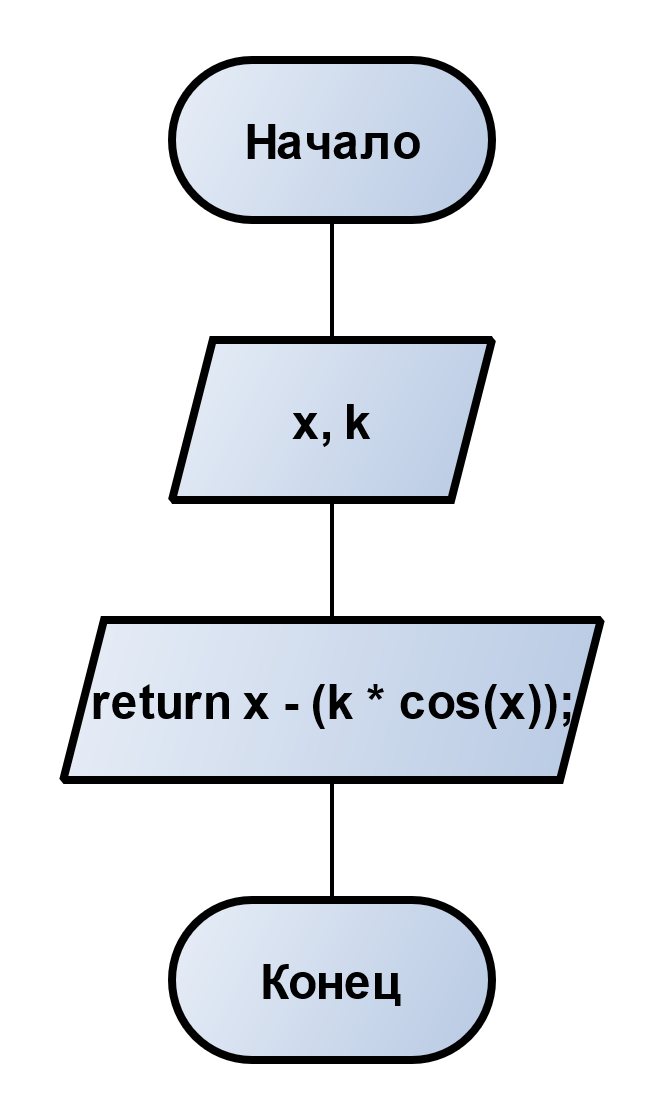 Начало
x, k
return x - (k * cos(x));
Конец